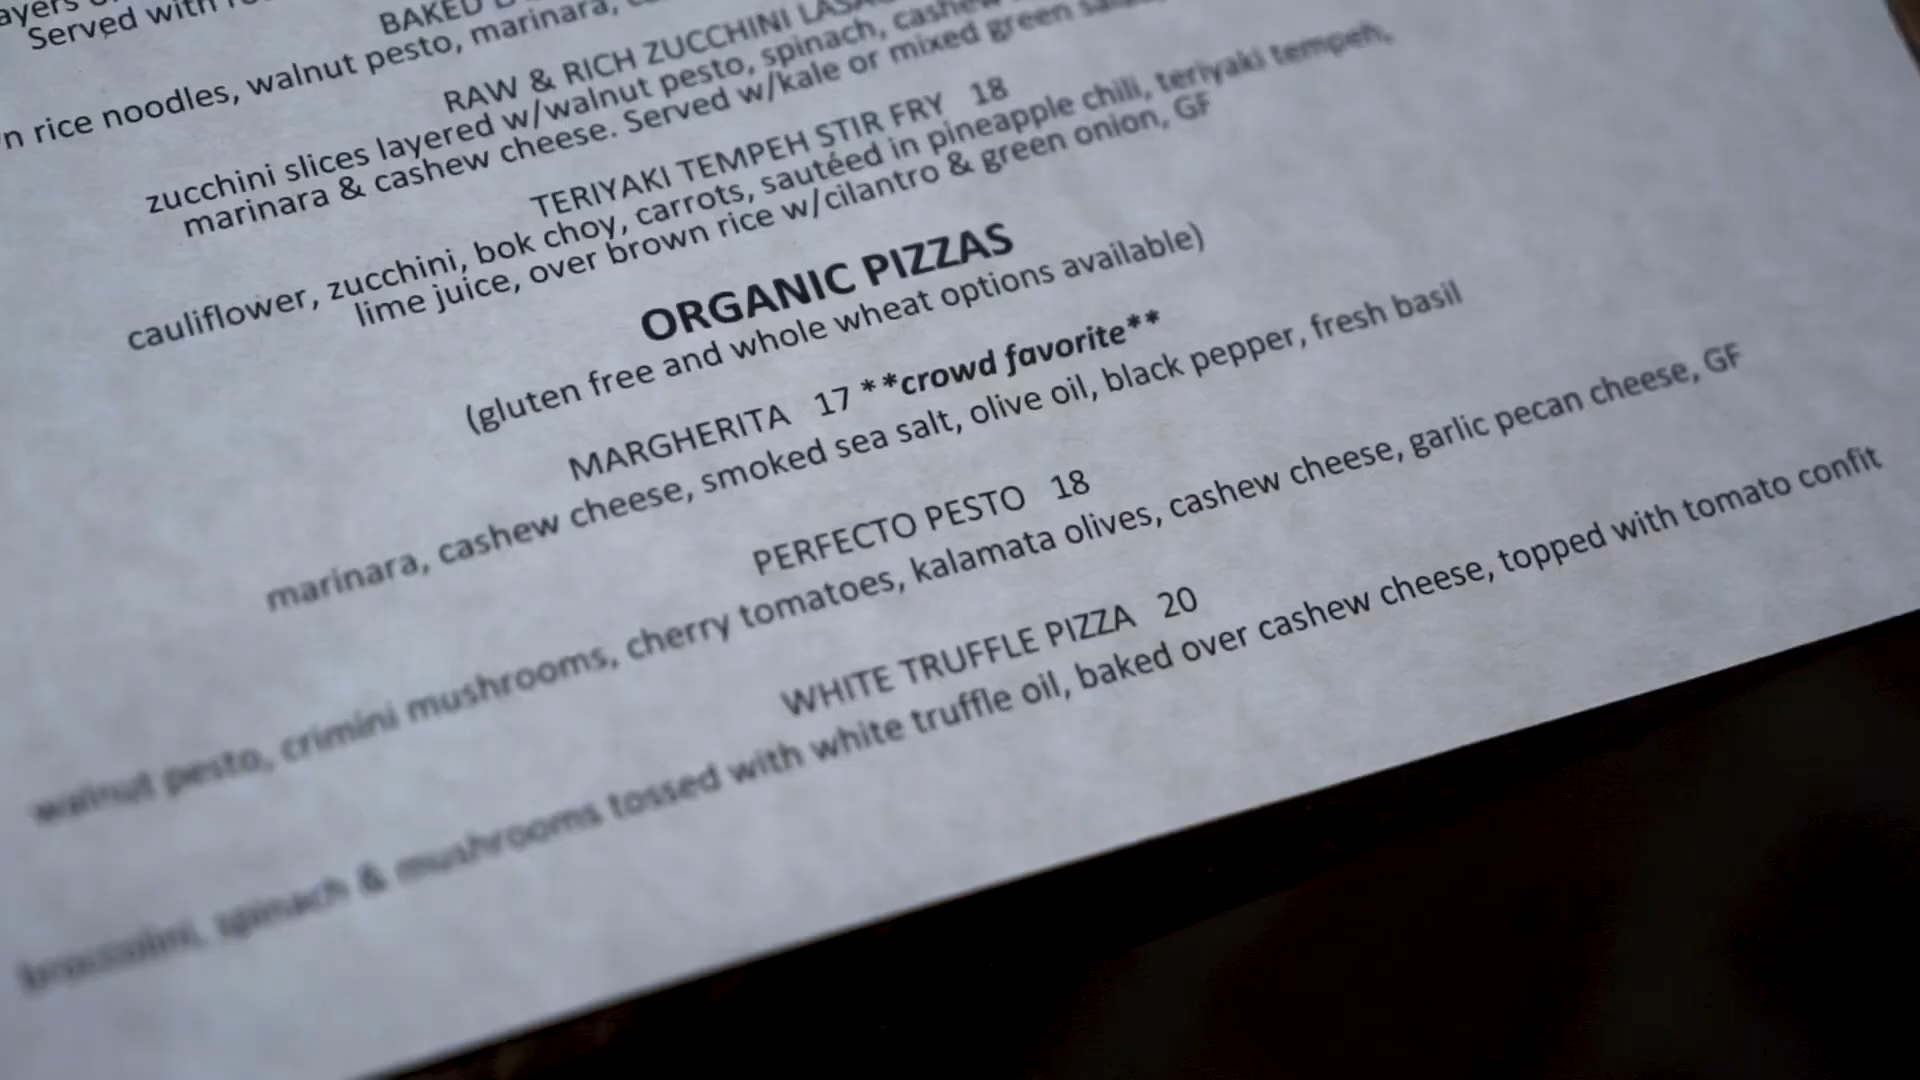 ayers
Served with
BAKED
n rice noodles, walnut pesto, marinara,
RAW & RICH ZUCCHINI LASA
zucchini slices layered w/walnut pesto, spinach, cashew
marinara & cashew cheese. Served w/kale or mixed green salad
TERIYAKI TEMPEH STIR FRY 18
cauliflower, zucchini, bok choy, carrots, sautéed in pineapple chili, teriyaki tempeh,
lime juice, over brown rice w/cilantro & green onion, GF
ORGANIC PIZZAS
(gluten free and whole wheat options available)
MARGHERITA 17 **crowd favorite**
marinara, cashew cheese, smoked sea salt, olive oil, black pepper, fresh basil
PERFECTO PESTO 18
walnut pesto, crimini mushrooms, cherry tomatoes, kalamata olives, cashew cheese, garlic pecan cheese, GF
WHITE TRUFFLE PIZZA 20
broccolini, spinach & mushrooms tossed with white truffle oil, baked over cashew cheese, topped with tomato confit